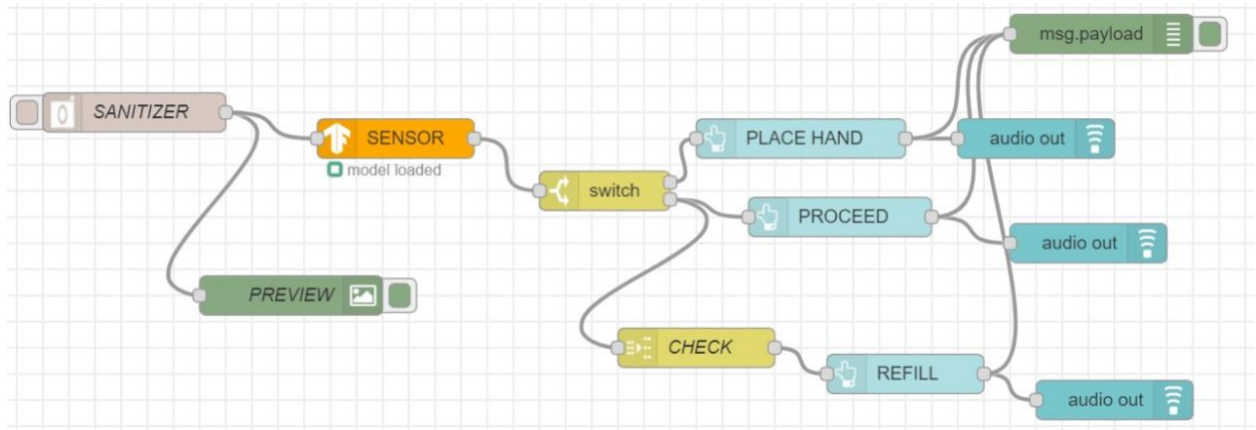 msg.payload
SANITIZER
SENSOR
model loaded
PLACE HAND
audio out
switch
PROCEED
audio out
PREVIEW
CHECK
REFILL
audio out